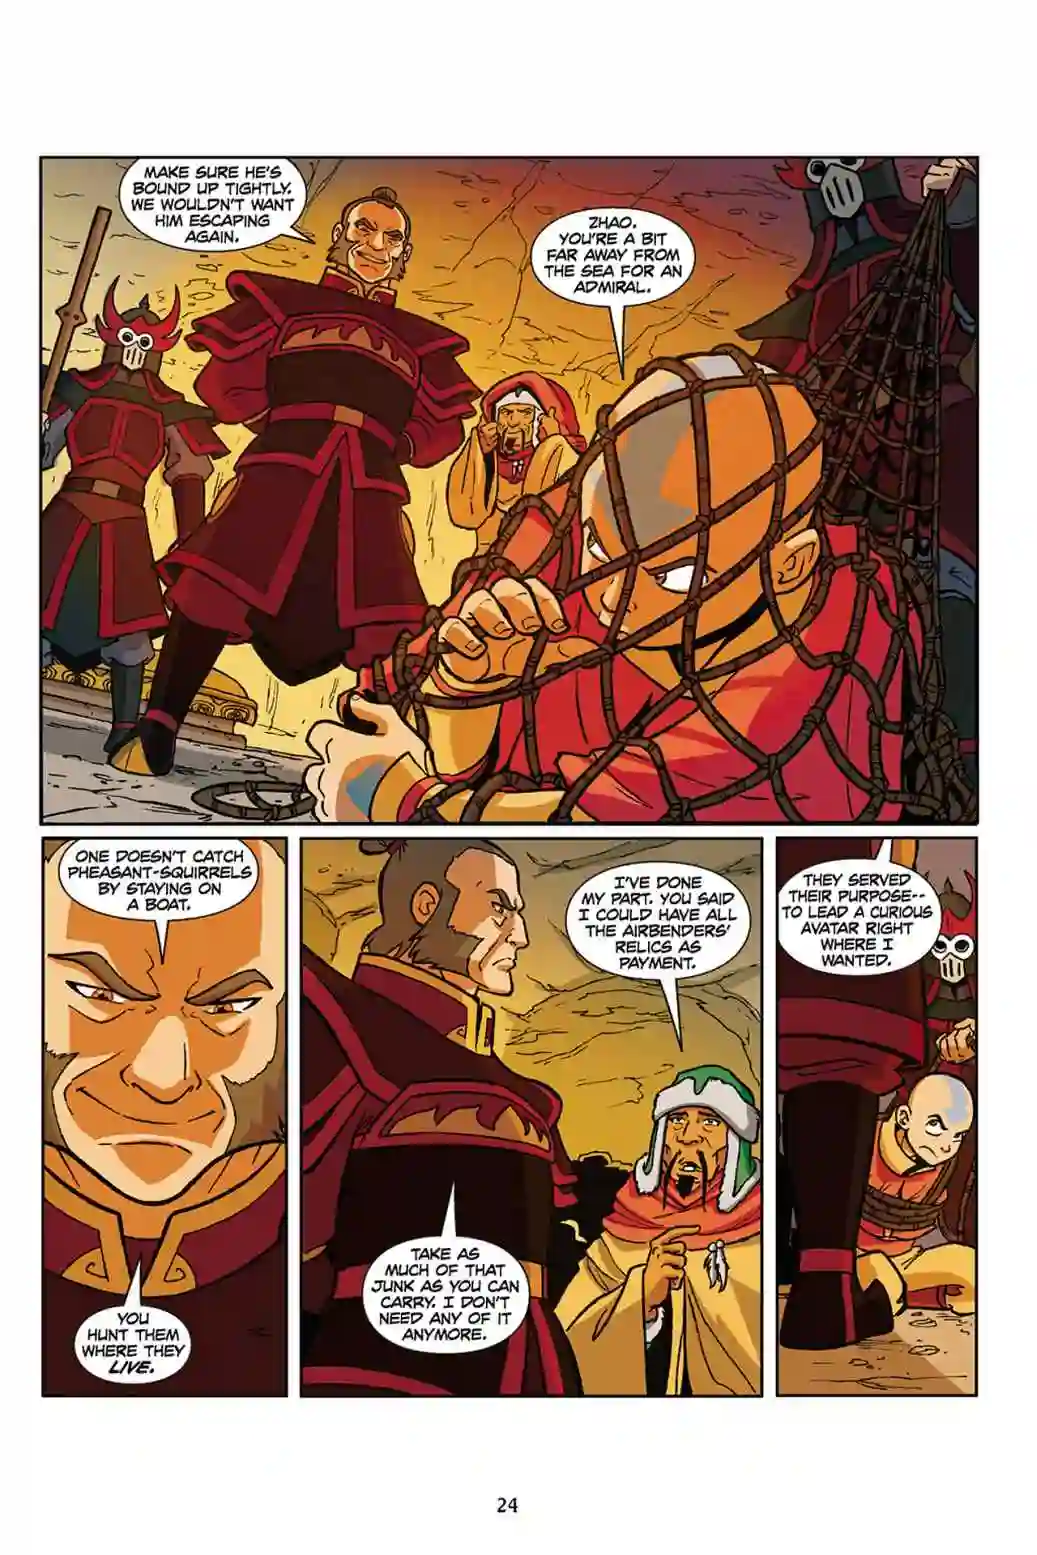 MAKE SURE HE'S
BOUND UP TIGHTLY.
WE WOULDN'T WANT
HIM ESCAPING
AGAIN.
ZHAO.
YOU'RE A BIT
FAR AWAY FROM
THE SEA FOR AN
ADMIRAL.
ONE DOESN'T CATCH
PHEASANT-SQUIRRELS
BY STAYING ON
A BOAT.
YOU
HUNT THEM
WHERE THEY
LIVE.
I'VE DONE
MY PART. YOU SAID
I COULD HAVE ALL
THE AIRBENDERS'
RELICS AS
PAYMENT.
TAKE AS
MUCH OF THAT
JUNK AS YOU CAN
CARRY. I DON'T
NEED ANY OF IT
ANYMORE.
THEY SERVED
THEIR PURPOSE--
TO LEAD A CURIOUS
AVATAR RIGHT
WHERE I
WANTED.
24